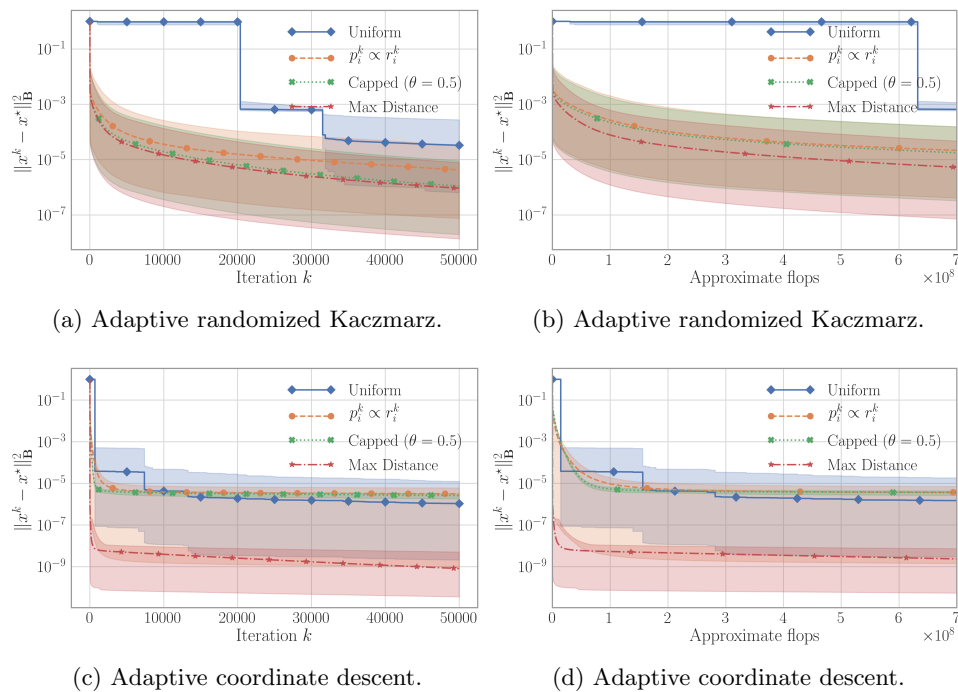 10⁻¹
10⁻³
10⁻⁵
10⁻⁷
‖x^k − x^⋆‖²_B
Uniform
p_i^k ∝ r_i^k
Capped (θ = 0.5)
Max Distance
0 10000 20000 30000 40000 50000
Iteration k
(a) Adaptive randomized Kaczmarz.
10⁻¹
10⁻³
10⁻⁵
10⁻⁷
‖x^k − x^⋆‖²_B
Uniform
p_i^k ∝ r_i^k
Capped (θ = 0.5)
Max Distance
0 1 2 3 4 5 6 7
Approximate flops
×10⁸
(b) Adaptive randomized Kaczmarz.
10⁻¹
10⁻³
10⁻⁵
10⁻⁷
10⁻⁹
‖x^k − x^⋆‖²_B
Uniform
p_i^k ∝ r_i^k
Capped (θ = 0.5)
Max Distance
0 10000 20000 30000 40000 50000
Iteration k
(c) Adaptive coordinate descent.
10⁻¹
10⁻³
10⁻⁵
10⁻⁷
10⁻⁹
‖x^k − x^⋆‖²_B
Uniform
p_i^k ∝ r_i^k
Capped (θ = 0.5)
Max Distance
0 1 2 3 4 5 6 7
Approximate flops
×10⁸
(d) Adaptive coordinate descent.